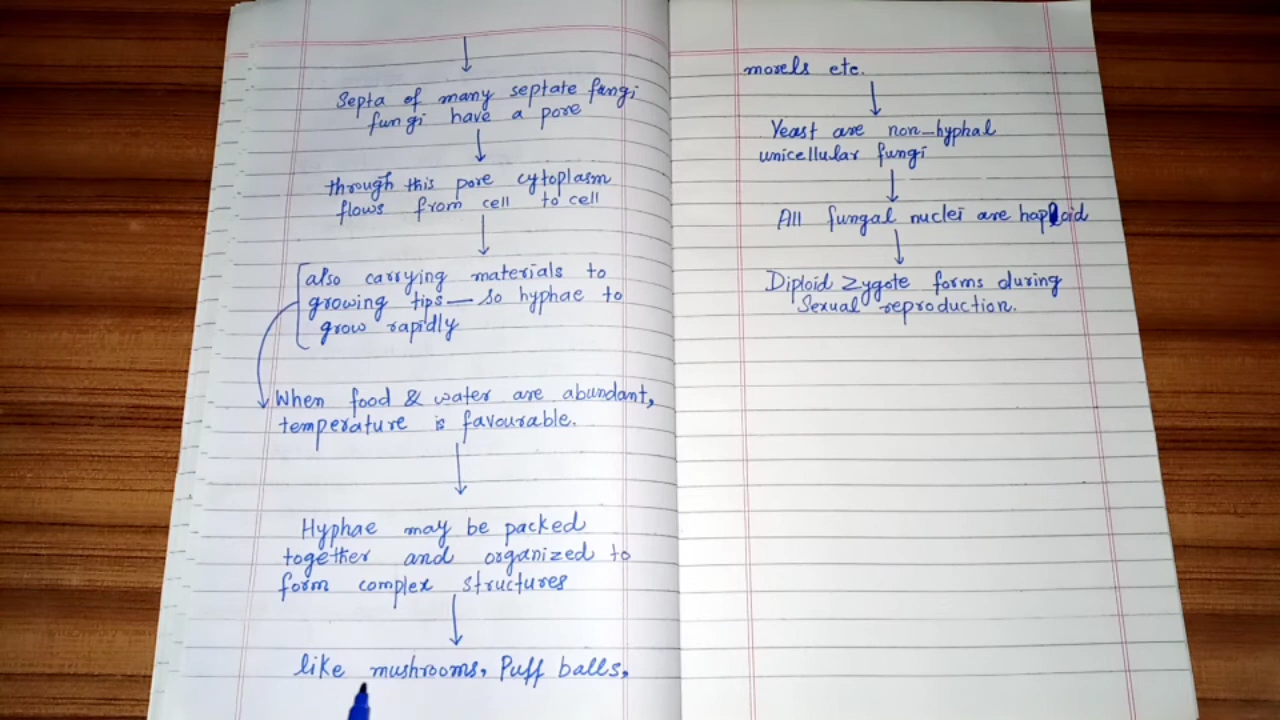 Septa of many septate fungi
fungi have a pore
through this pore cytoplasm
flows from cell to cell
also carrying materials to
growing tips — so hyphae to
grow rapidly
When food & water are abundant,
temperature is favourable.
Hyphae may be packed
together and organized to
form complex structures
like mushrooms, Puff balls,
morels etc.
Yeast are non-hyphal
unicellular fungi
All fungal nuclei are haploid
Diploid zygote forms during
Sexual reproduction.